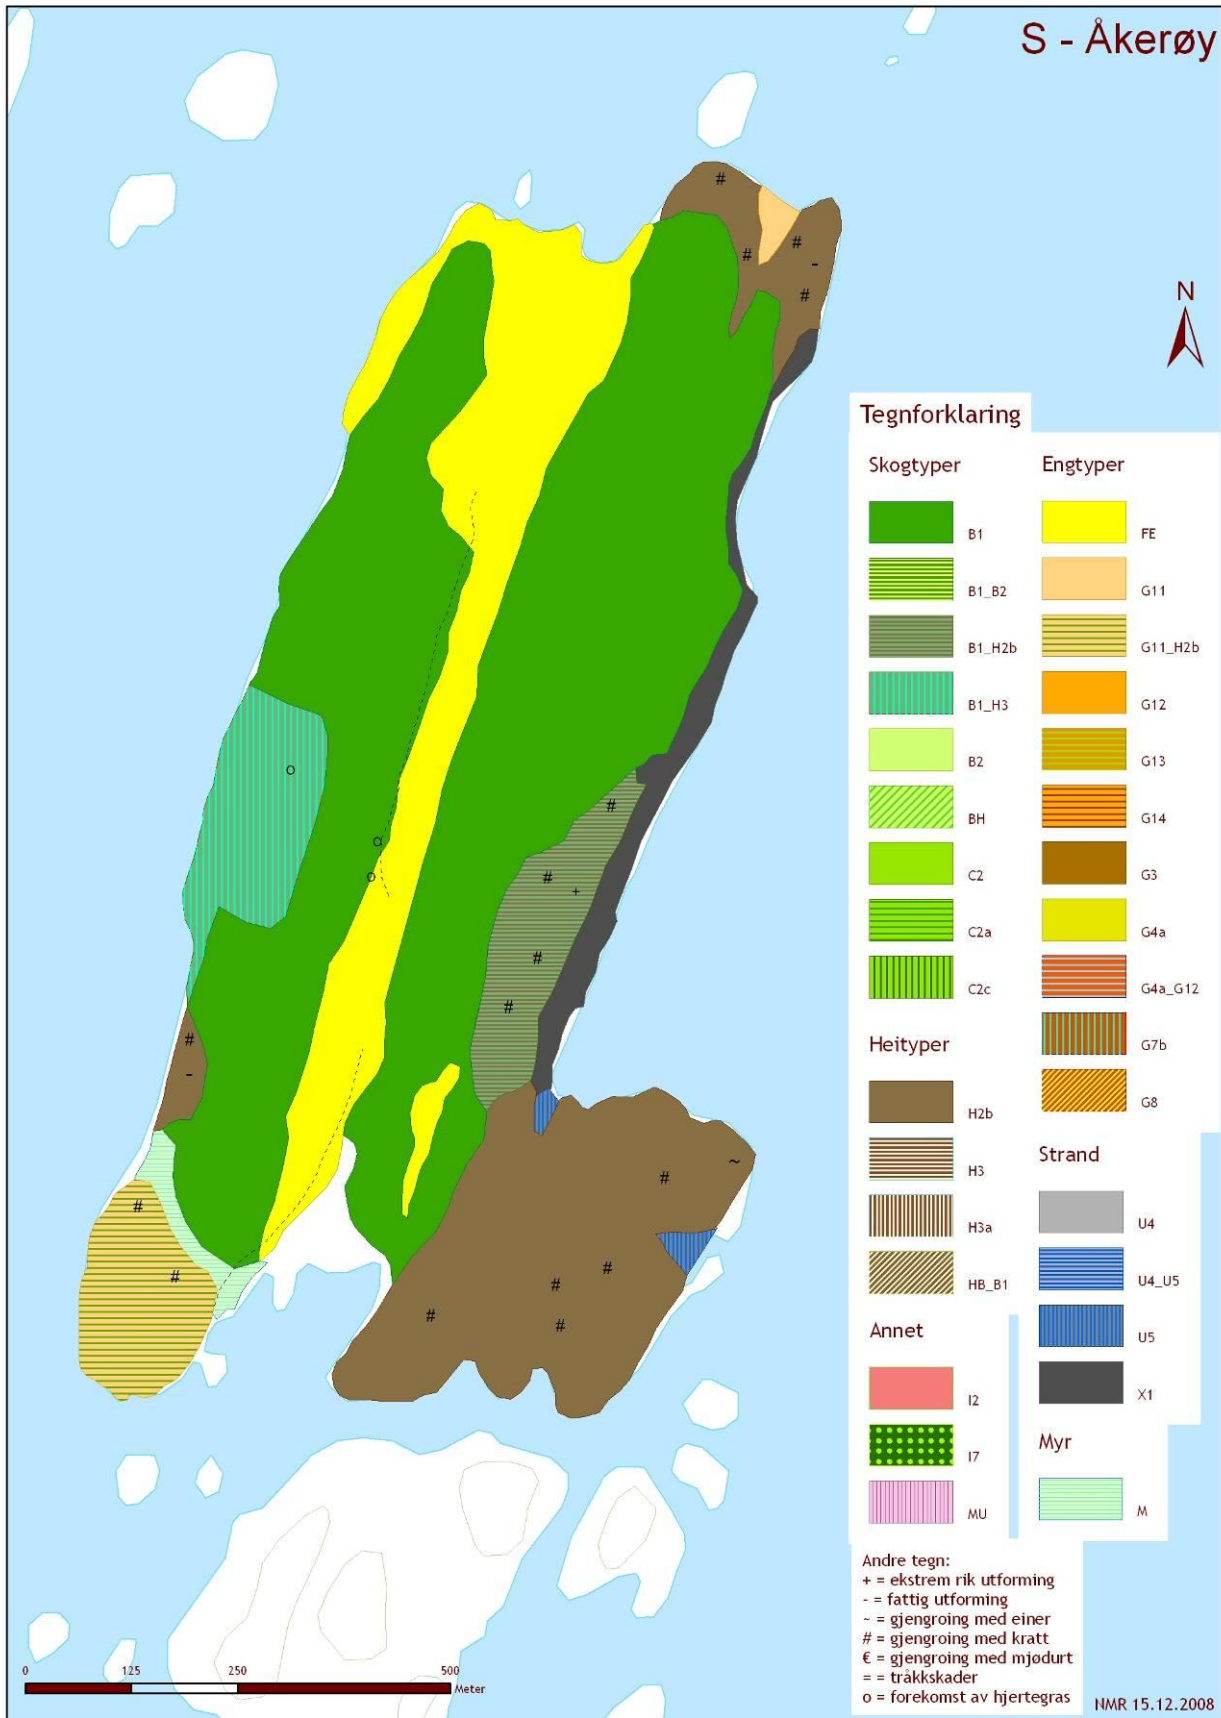 S - Åkerøy
N
Tegnforklaring
Skogtyper
B1
B1_B2
B1_H2b
B1_H3
B2
BH
C2
C2a
C2c
Heityper
H2b
H3
H3a
HB_B1
Annet
I2
I7
MU
Engtyper
FE
G11
G11_H2b
G12
G13
G14
G3
G4a
G4a_G12
G7b
G8
Strand
U4
U4_U5
U5
X1
Myr
M
Andre tegn:
+ = ekstrem rik utforming
- = fattig utforming
~ = gjengroing med einer
# = gjengroing med kratt
€ = gjengroing med mjødurt
= = tråkkskader
o = forekomst av hjertegras
0 125 250 500
Meter
NMR 15.12.2008